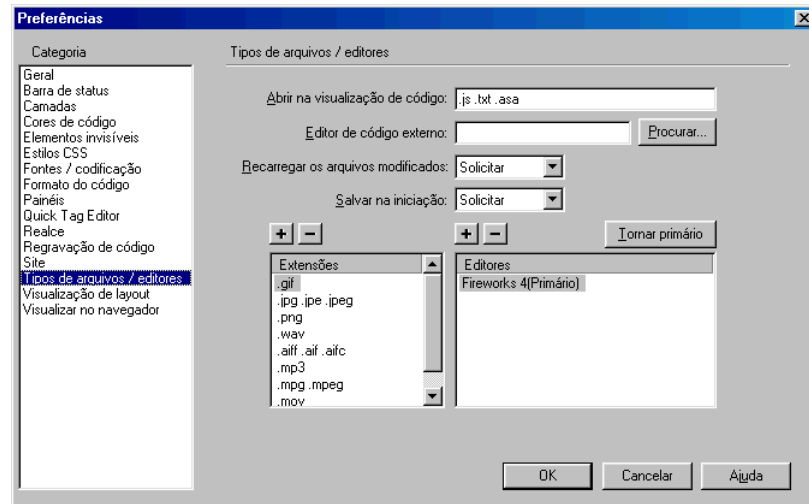 Preferências
Categoria
Geral
Barra de status
Camadas
Cores de código
Elementos invisíveis
Estilos CSS
Fontes / codificação
Formato do código
Painéis
Quick Tag Editor
Realce
Regravação de código
Site
Tipos de arquivos / editores
Visualização de layout
Visualizar no navegador
Tipos de arquivos / editores
Abrir na visualização de código: .js .txt .asa
Editor de código externo: Procurar...
Recarregar os arquivos modificados: Solicitar
Salvar na iniciação: Solicitar
+ − + − Tornar primário
Extensões
.gif
.jpg .jpe .jpeg
.png
.wav
.aiff .aif .aifc
.mp3
.mpg .mpeg
.mov
Editores
Fireworks 4(Primário)
OK Cancelar Ajuda